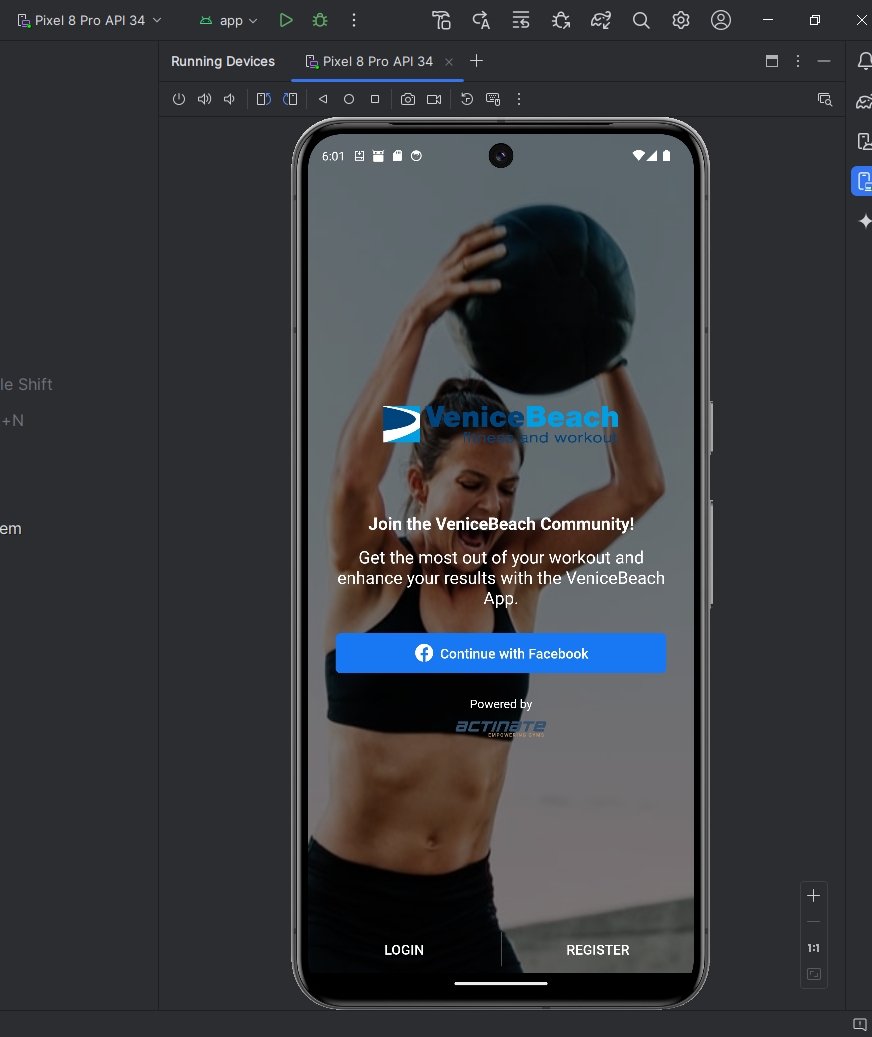 Pixel 8 Pro API 34
app
Running Devices
Pixel 8 Pro API 34
6:01
le Shift
+N
em
VeniceBeach
fitness and workout
Join the VeniceBeach Community!
Get the most out of your workout and
enhance your results with the VeniceBeach
App.
Continue with Facebook
Powered by
actinate
EMPOWERING GYMS
LOGIN
REGISTER
1:1